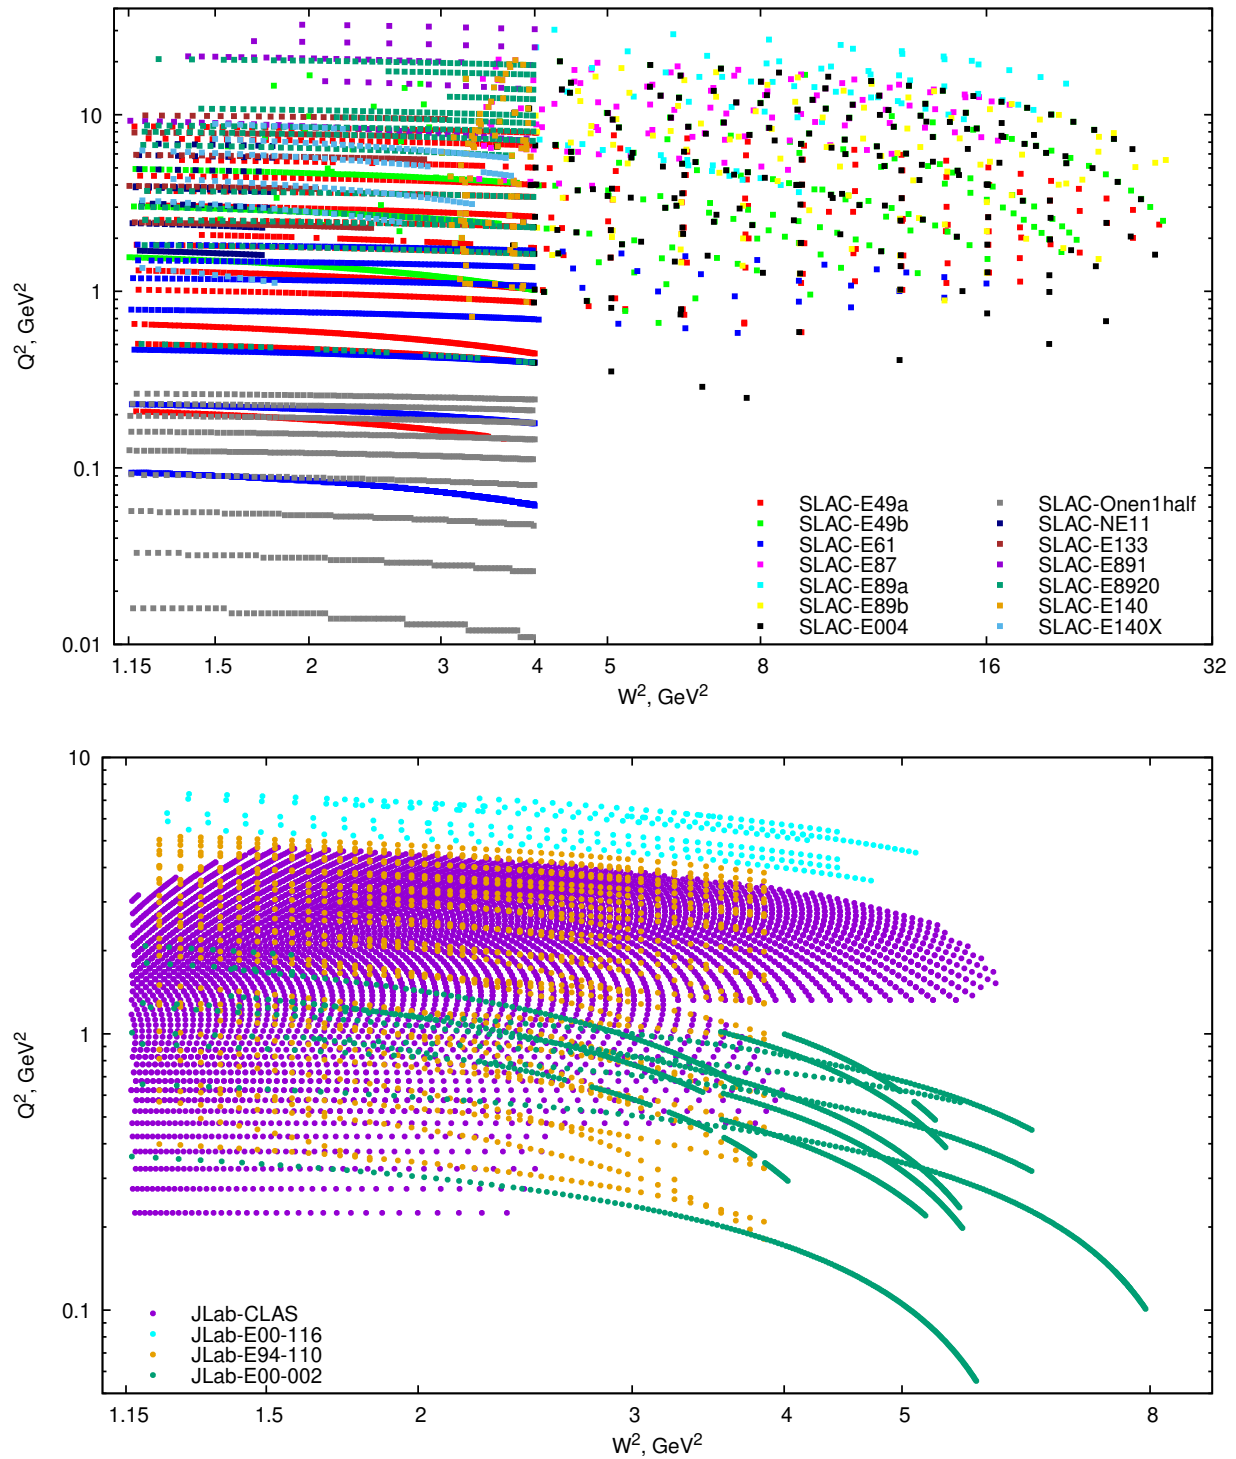 10
1
0.1
0.01
Q², GeV²
1.15 1.5 2 3 4 5 8 16 32
W², GeV²
SLAC-E49a
SLAC-E49b
SLAC-E61
SLAC-E87
SLAC-E89a
SLAC-E89b
SLAC-E004
SLAC-Onen1half
SLAC-NE11
SLAC-E133
SLAC-E891
SLAC-E8920
SLAC-E140
SLAC-E140X
10
1
0.1
Q², GeV²
JLab-CLAS
JLab-E00-116
JLab-E94-110
JLab-E00-002
1.15 1.5 2 3 4 5 8
W², GeV²